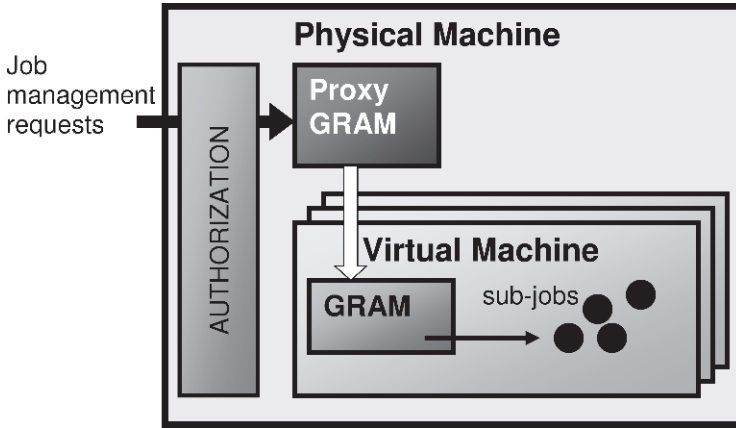 Physical Machine
Job
management
requests
AUTHORIZATION
Proxy
GRAM
Virtual Machine
GRAM
sub-jobs